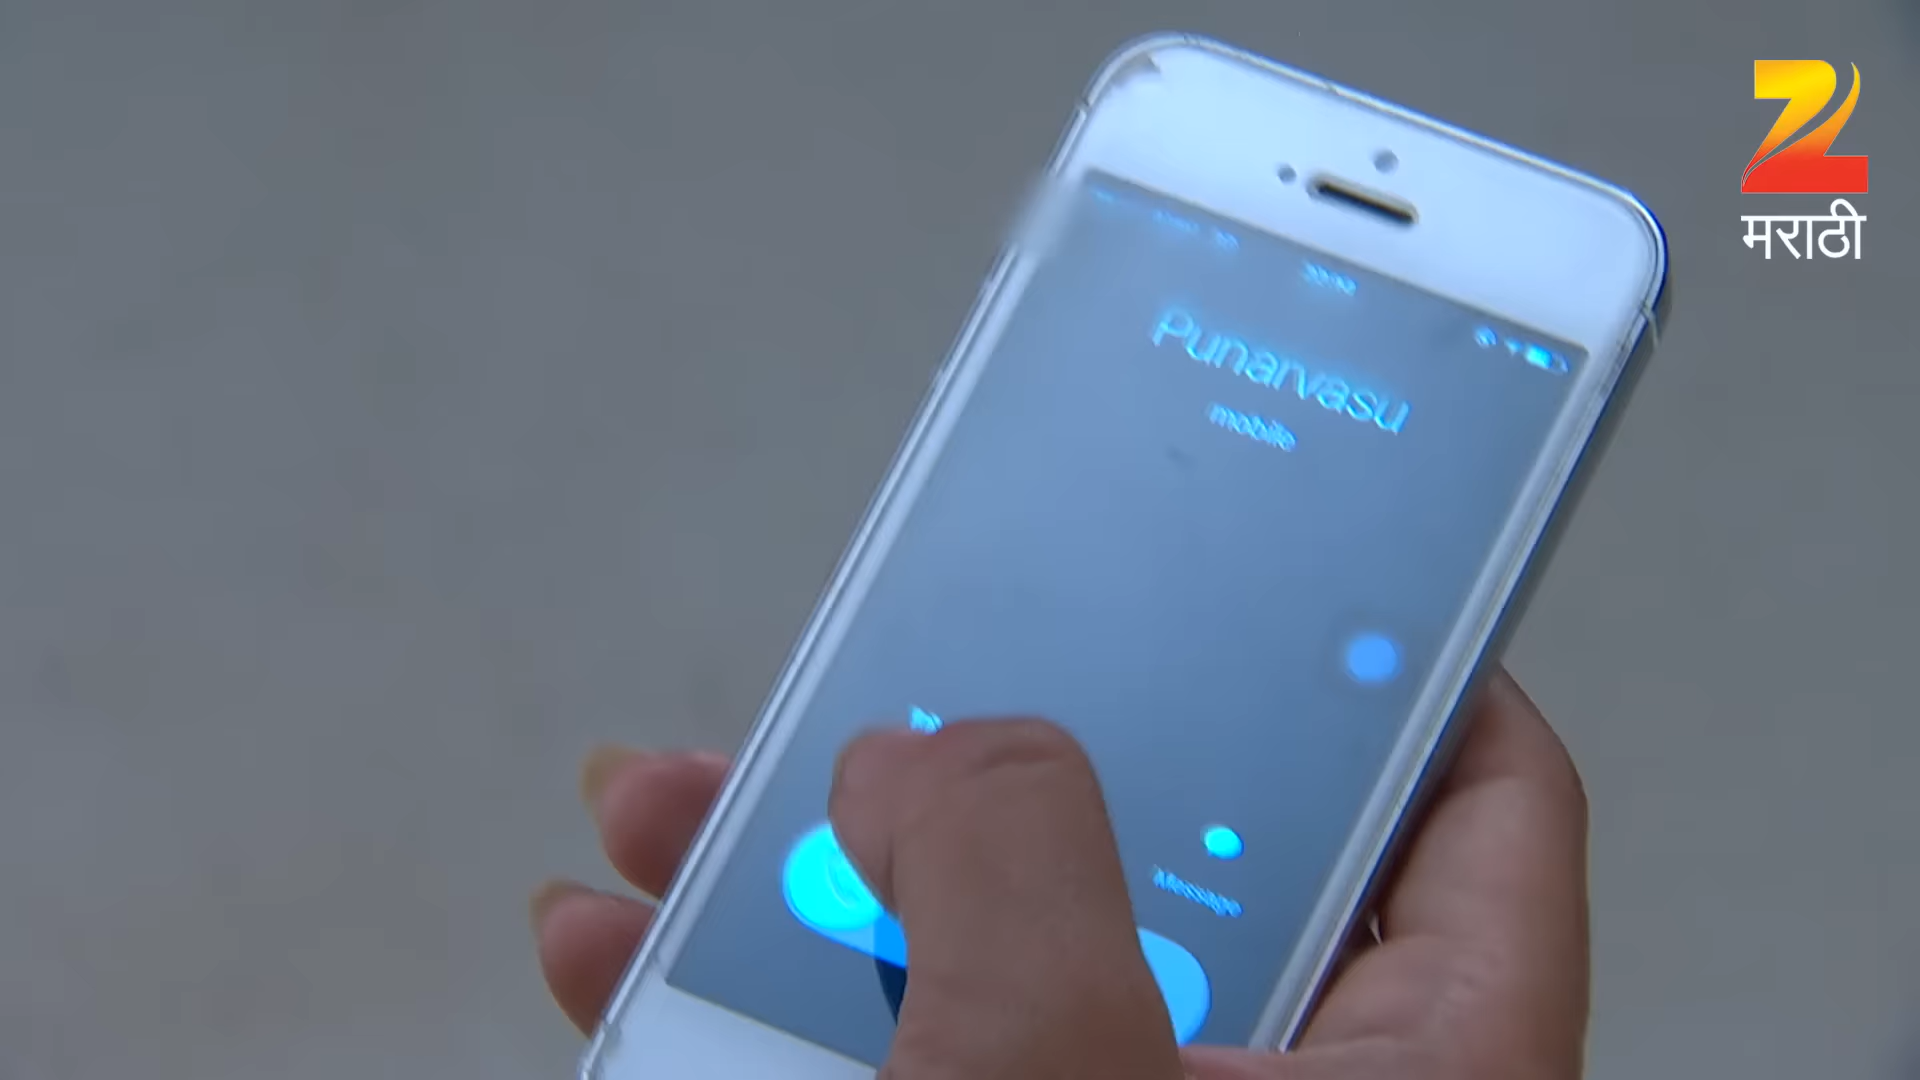 Punarvasu
mobile
Message
मराठी